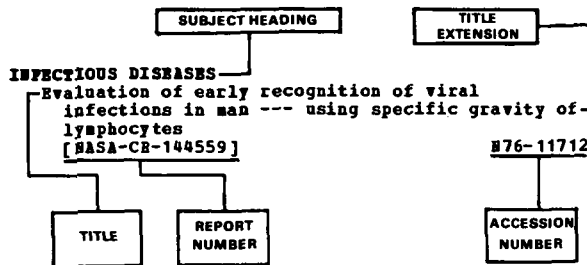 SUBJECT HEADING
TITLE
EXTENSION
INFECTIOUS DISEASES
Evaluation of early recognition of viral
infections in man --- using specific gravity of
lymphocytes
[NASA-CR-144559] N76-11712
TITLE
REPORT
NUMBER
ACCESSION
NUMBER